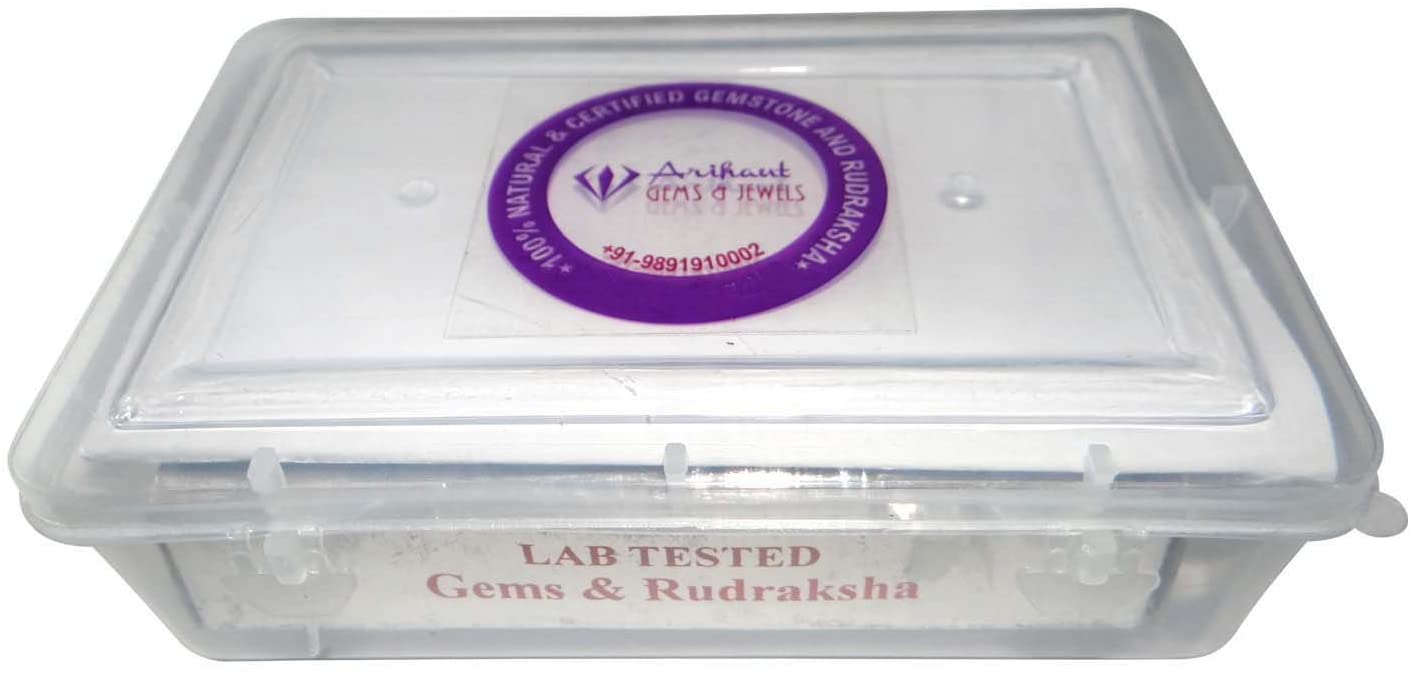 *100% NATURAL & CERTIFIED GEMSTONE AND RUDRAKSHA*
Arihant
GEMS & JEWELS
+91-9891910002
LAB TESTED
Gems & Rudraksha